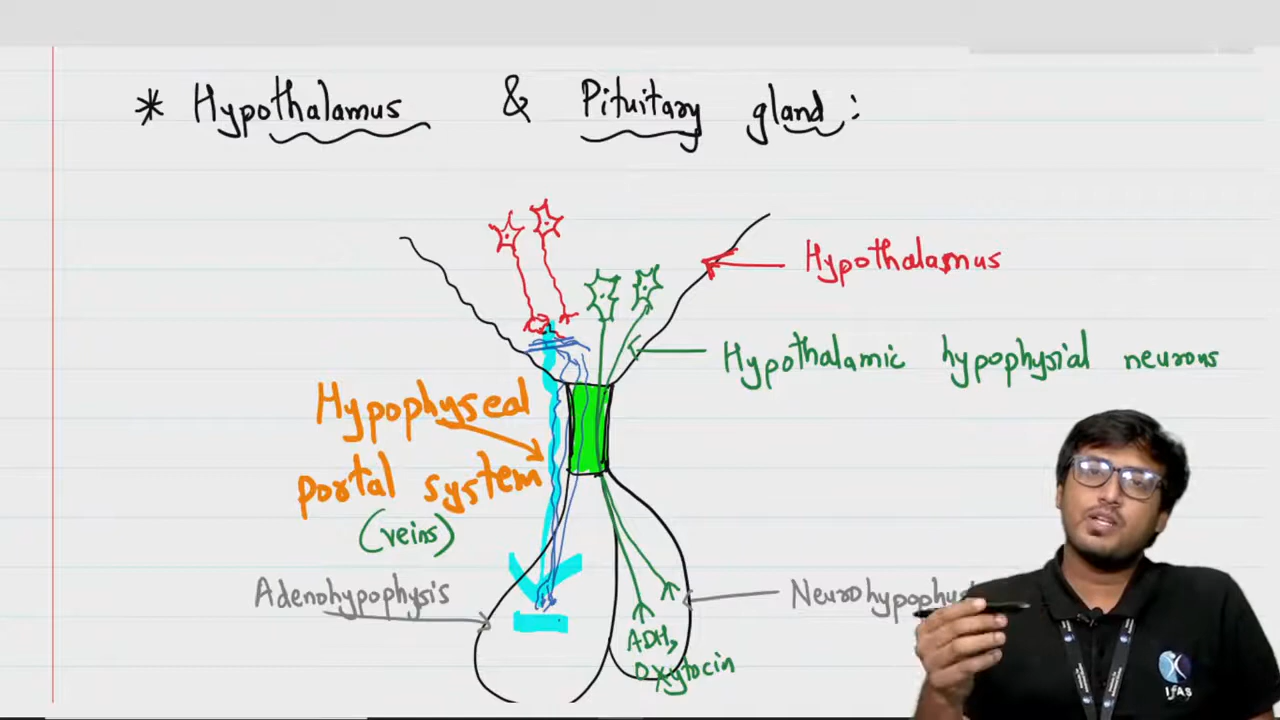 * Hypothalamus & Pituitary gland:
Hypothalamus
Hypothalamic hypophysial neurons
Hypophyseal
portal system
(veins)
Adenohypophysis
ADH,
Oxytocin
IFAS